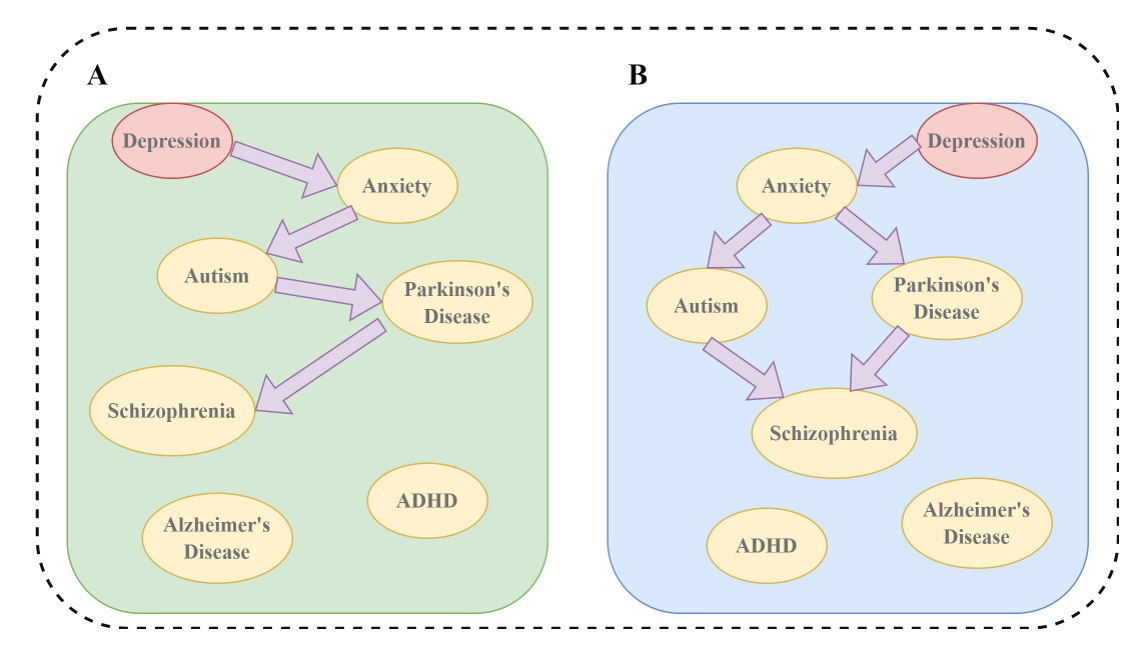 A
Depression
Anxiety
Autism
Parkinson's
Disease
Schizophrenia
ADHD
Alzheimer's
Disease
B
Depression
Anxiety
Autism
Parkinson's
Disease
Schizophrenia
Alzheimer's
Disease
ADHD